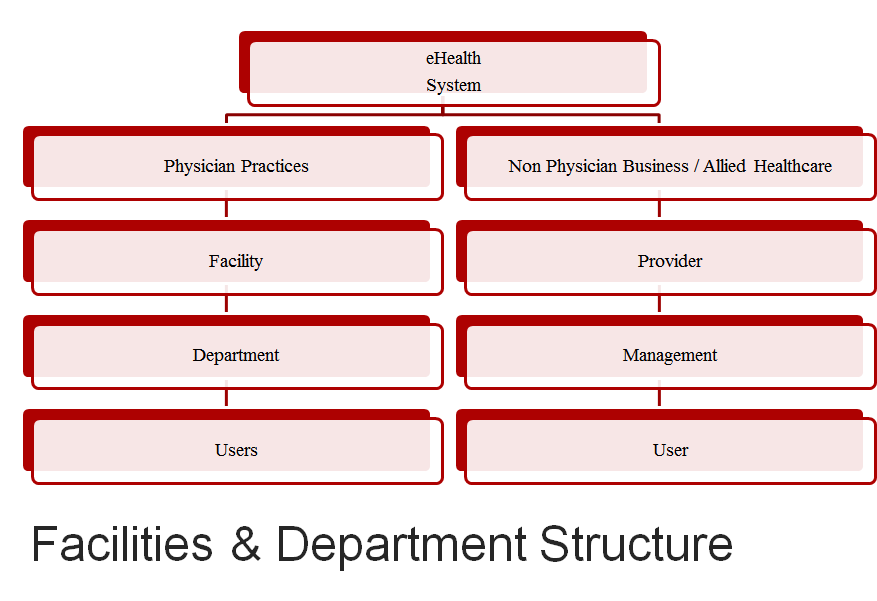 eHealth
System
Physician Practices
Non Physician Business / Allied Healthcare
Facility
Provider
Department
Management
Users
User
Facilities & Department Structure